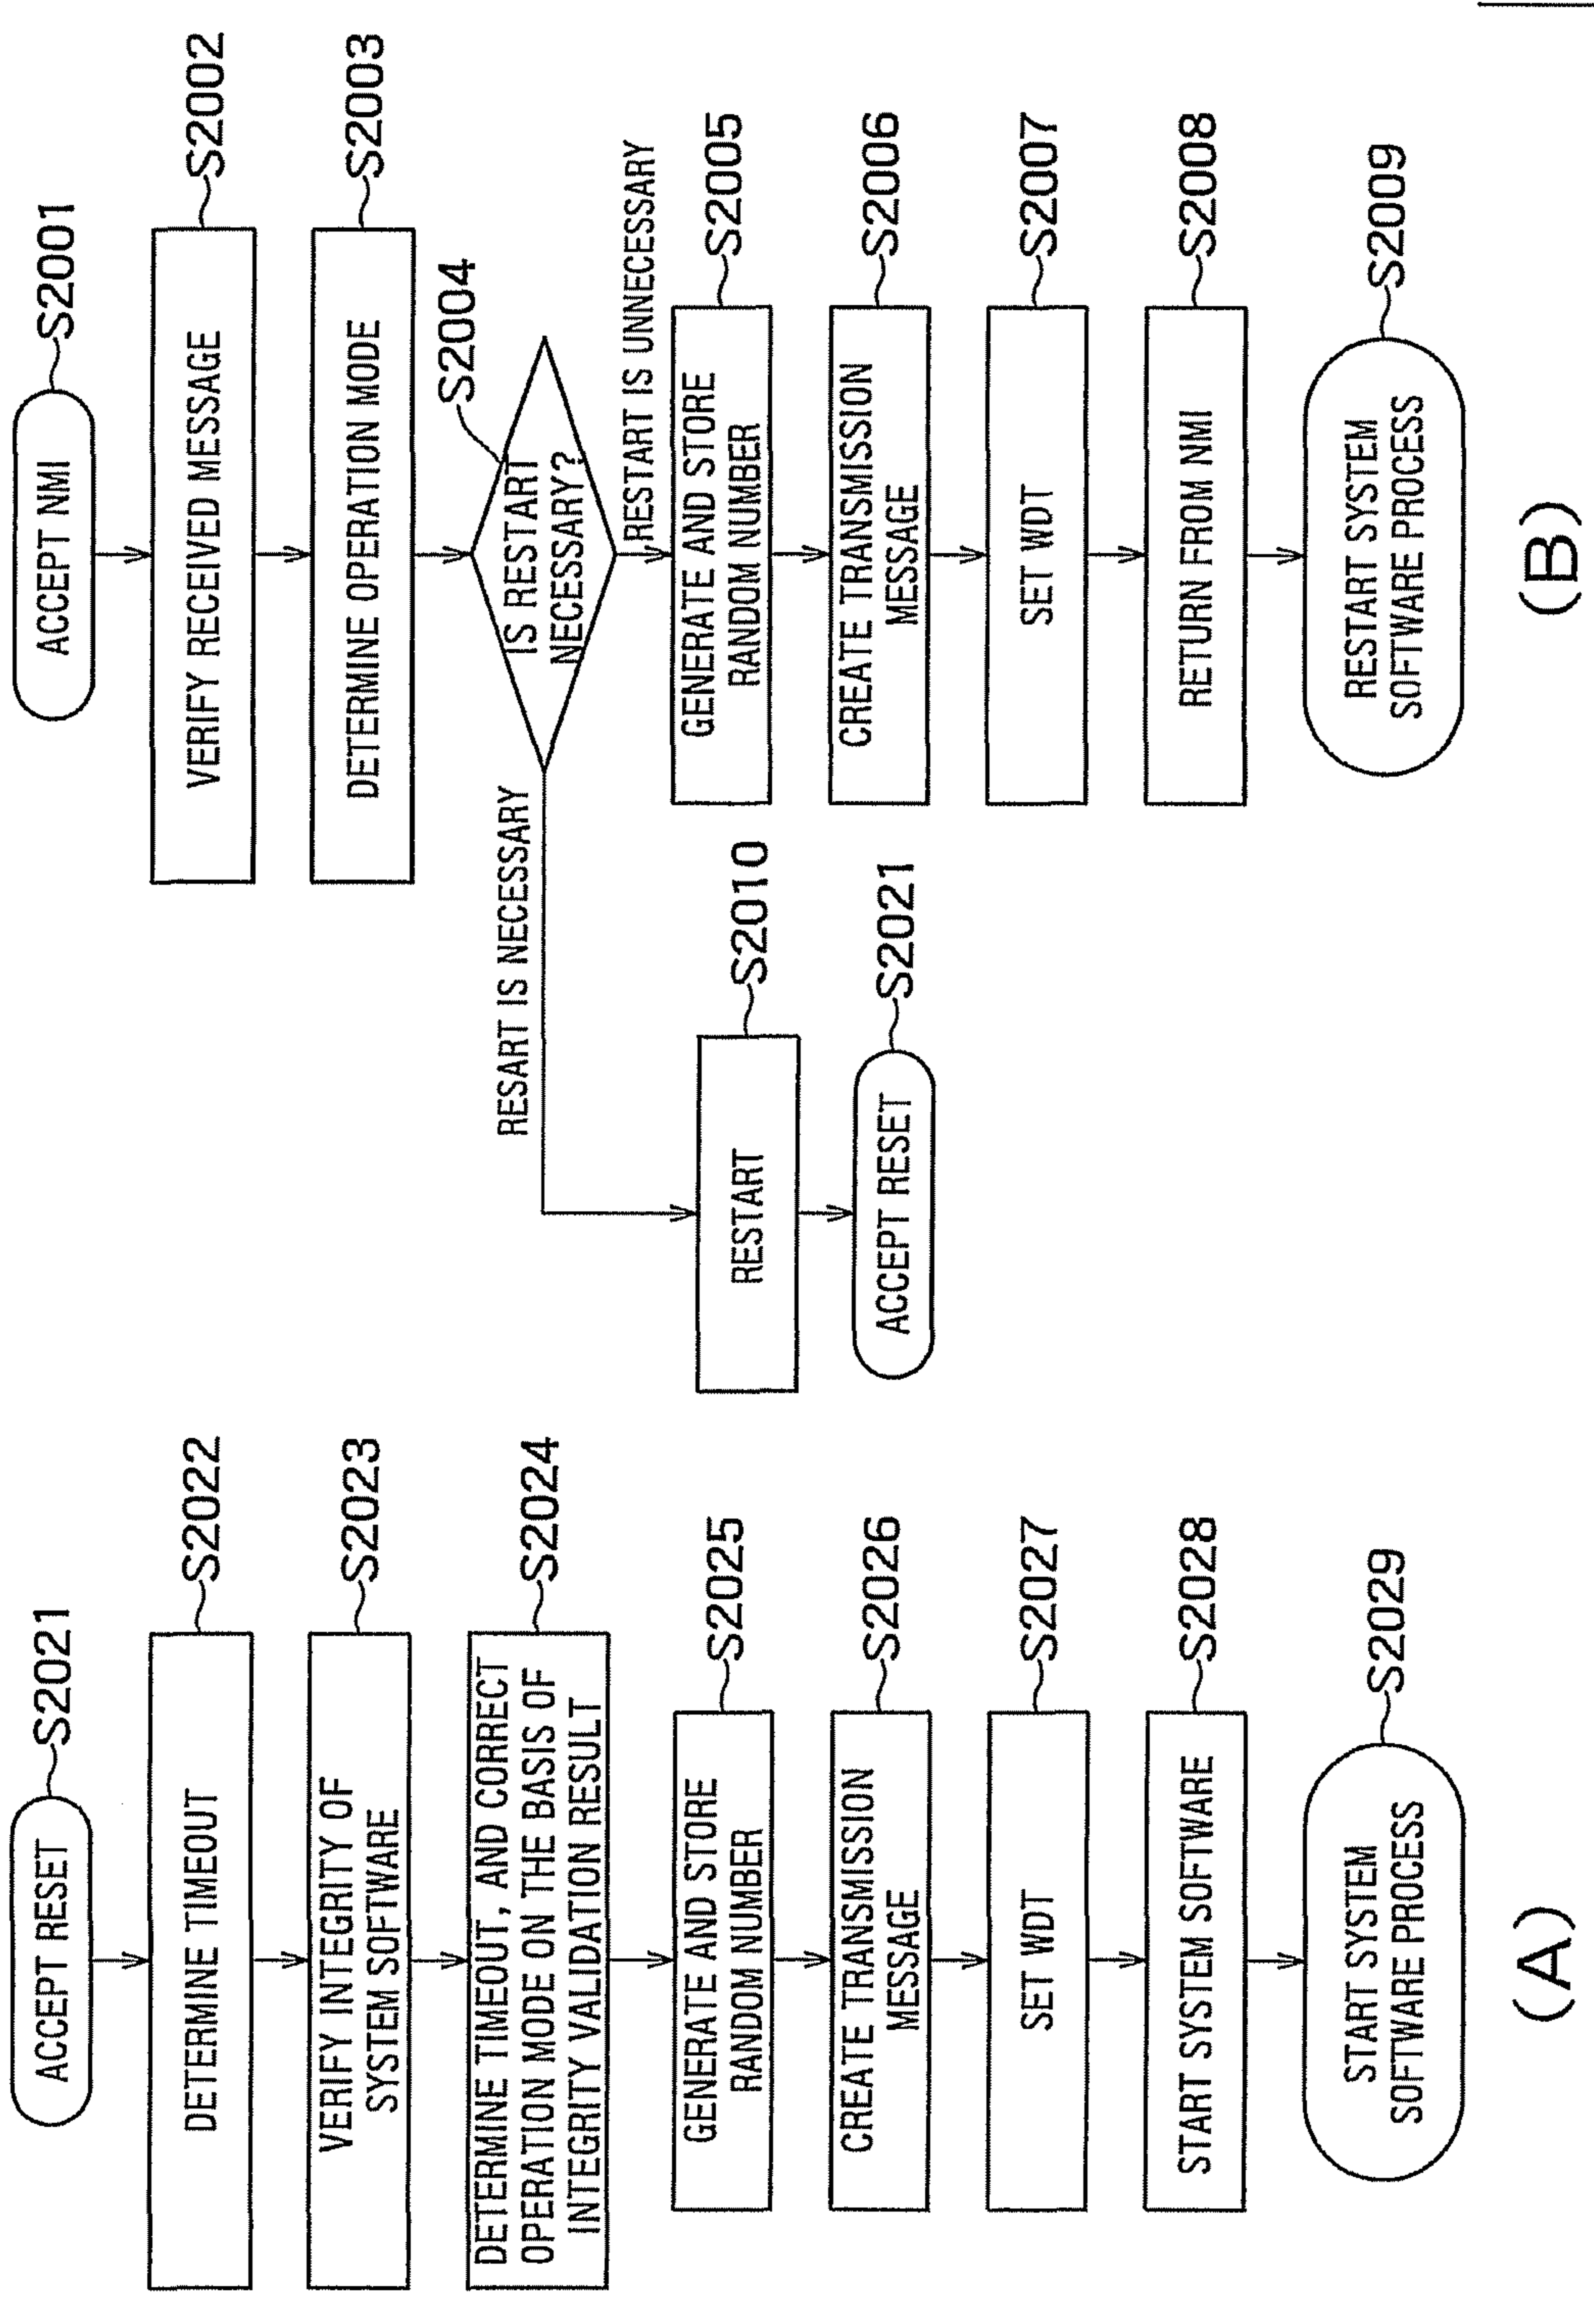 ACCEPT RESET
S2021
DETERMINE TIMEOUT
S2022
VERIFY INTEGRITY OF
SYSTEM SOFTWARE
S2023
DETERMINE TIMEOUT, AND CORRECT
OPERATION MODE ON THE BASIS OF
INTEGRITY VALIDATION RESULT
S2024
GENERATE AND STORE
RANDOM NUMBER
S2025
CREATE TRANSMISSION
MESSAGE
S2026
SET WDT
S2027
START SYSTEM SOFTWARE
S2028
START SYSTEM
SOFTWARE PROCESS
S2029
(A)
ACCEPT NMI
S2001
VERIFY RECEIVED MESSAGE
S2002
DETERMINE OPERATION MODE
S2003
S2004
IS RESTART
NECESSARY?
RESART IS NECESSARY
RESTART
S2010
ACCEPT RESET
S2021
RESTART IS UNNECESSARY
GENERATE AND STORE
RANDOM NUMBER
S2005
CREATE TRANSMISSION
MESSAGE
S2006
SET WDT
S2007
RETURN FROM NMI
S2008
RESTART SYSTEM
SOFTWARE PROCESS
S2009
(B)